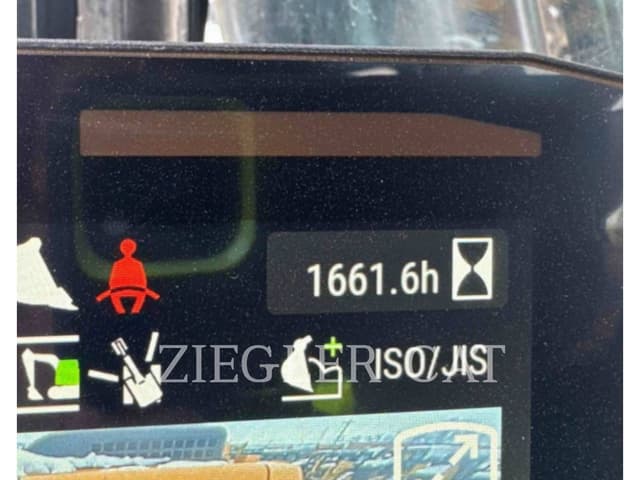 1661.6h
ISO/JIS
ZIEGLER CAT